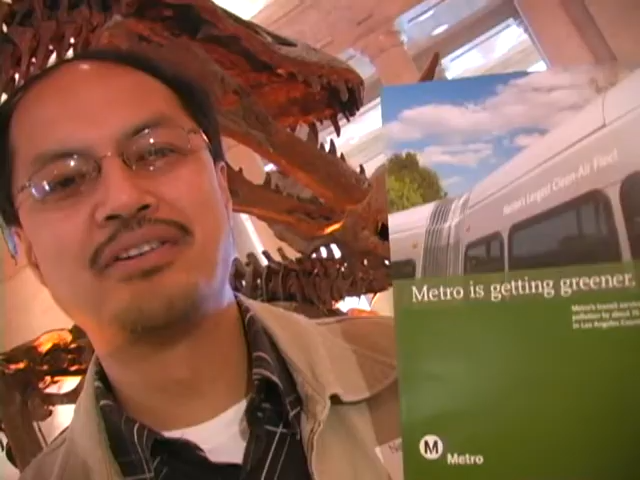 Nation's Largest Clean-Air Fleet
Metro is getting greener.
Metro's transit service
pollution by about
in Los Angeles
M Metro